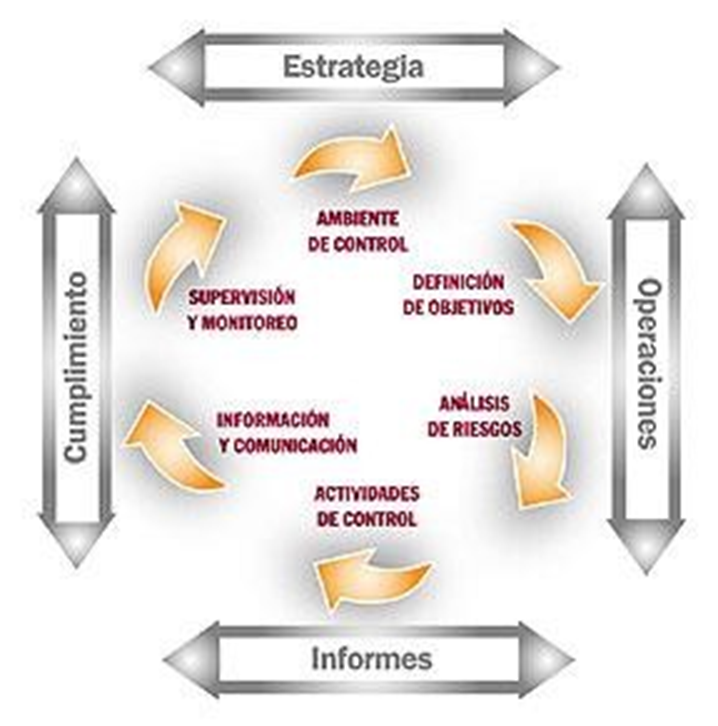 Estrategia
AMBIENTE
DE CONTROL
DEFINICIÓN
DE OBJETIVOS
SUPERVISIÓN
Y MONITOREO
Cumplimiento
Operaciones
ANÁLISIS
DE RIESGOS
INFORMACIÓN
Y COMUNICACIÓN
ACTIVIDADES
DE CONTROL
Informes